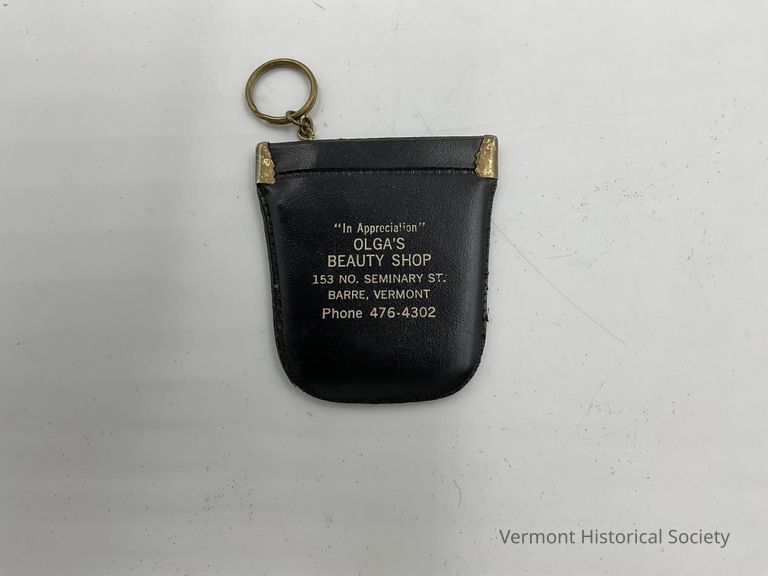 "In Appreciation"
OLGA'S
BEAUTY SHOP
153 NO. SEMINARY ST.
BARRE, VERMONT
Phone 476-4302
Vermont Historical Society